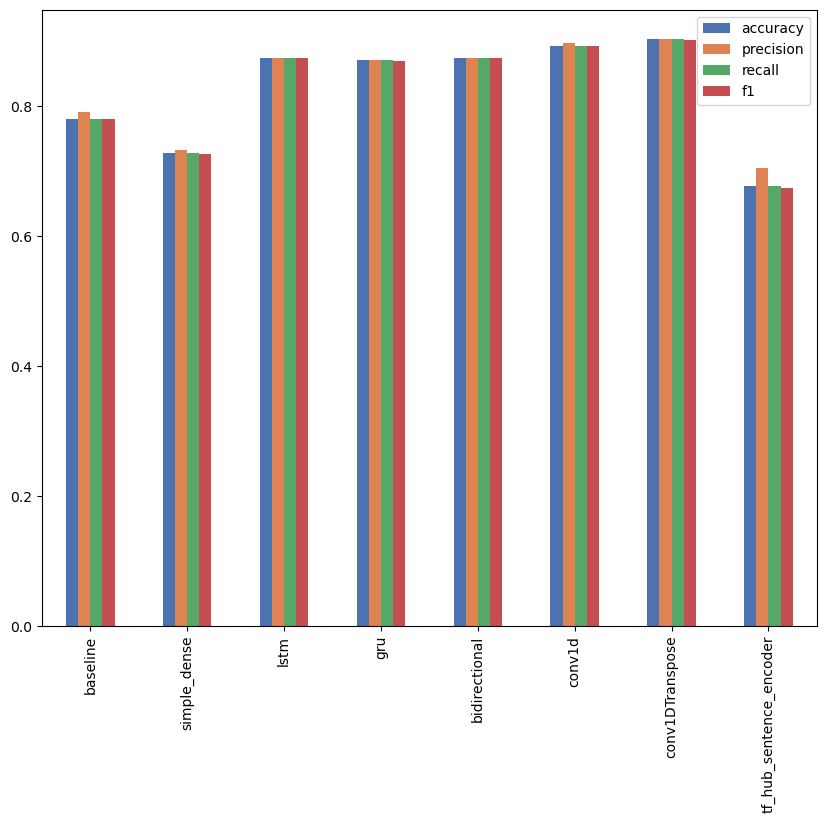 accuracy
precision
recall
f1
0.8
0.6
0.4
0.2
0.0
baseline
simple_dense
lstm
gru
bidirectional
conv1d
conv1DTranspose
tf_hub_sentence_encoder